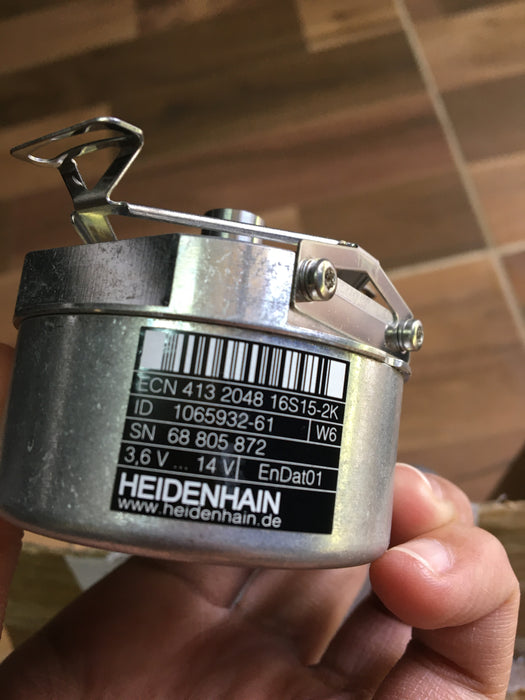 ECN 413 2048 16S15-2K
ID 1065932-61 W6
SN 68 805 872
3,6 V ... 14 V EnDat01
HEIDENHAIN
www.heidenhain.de